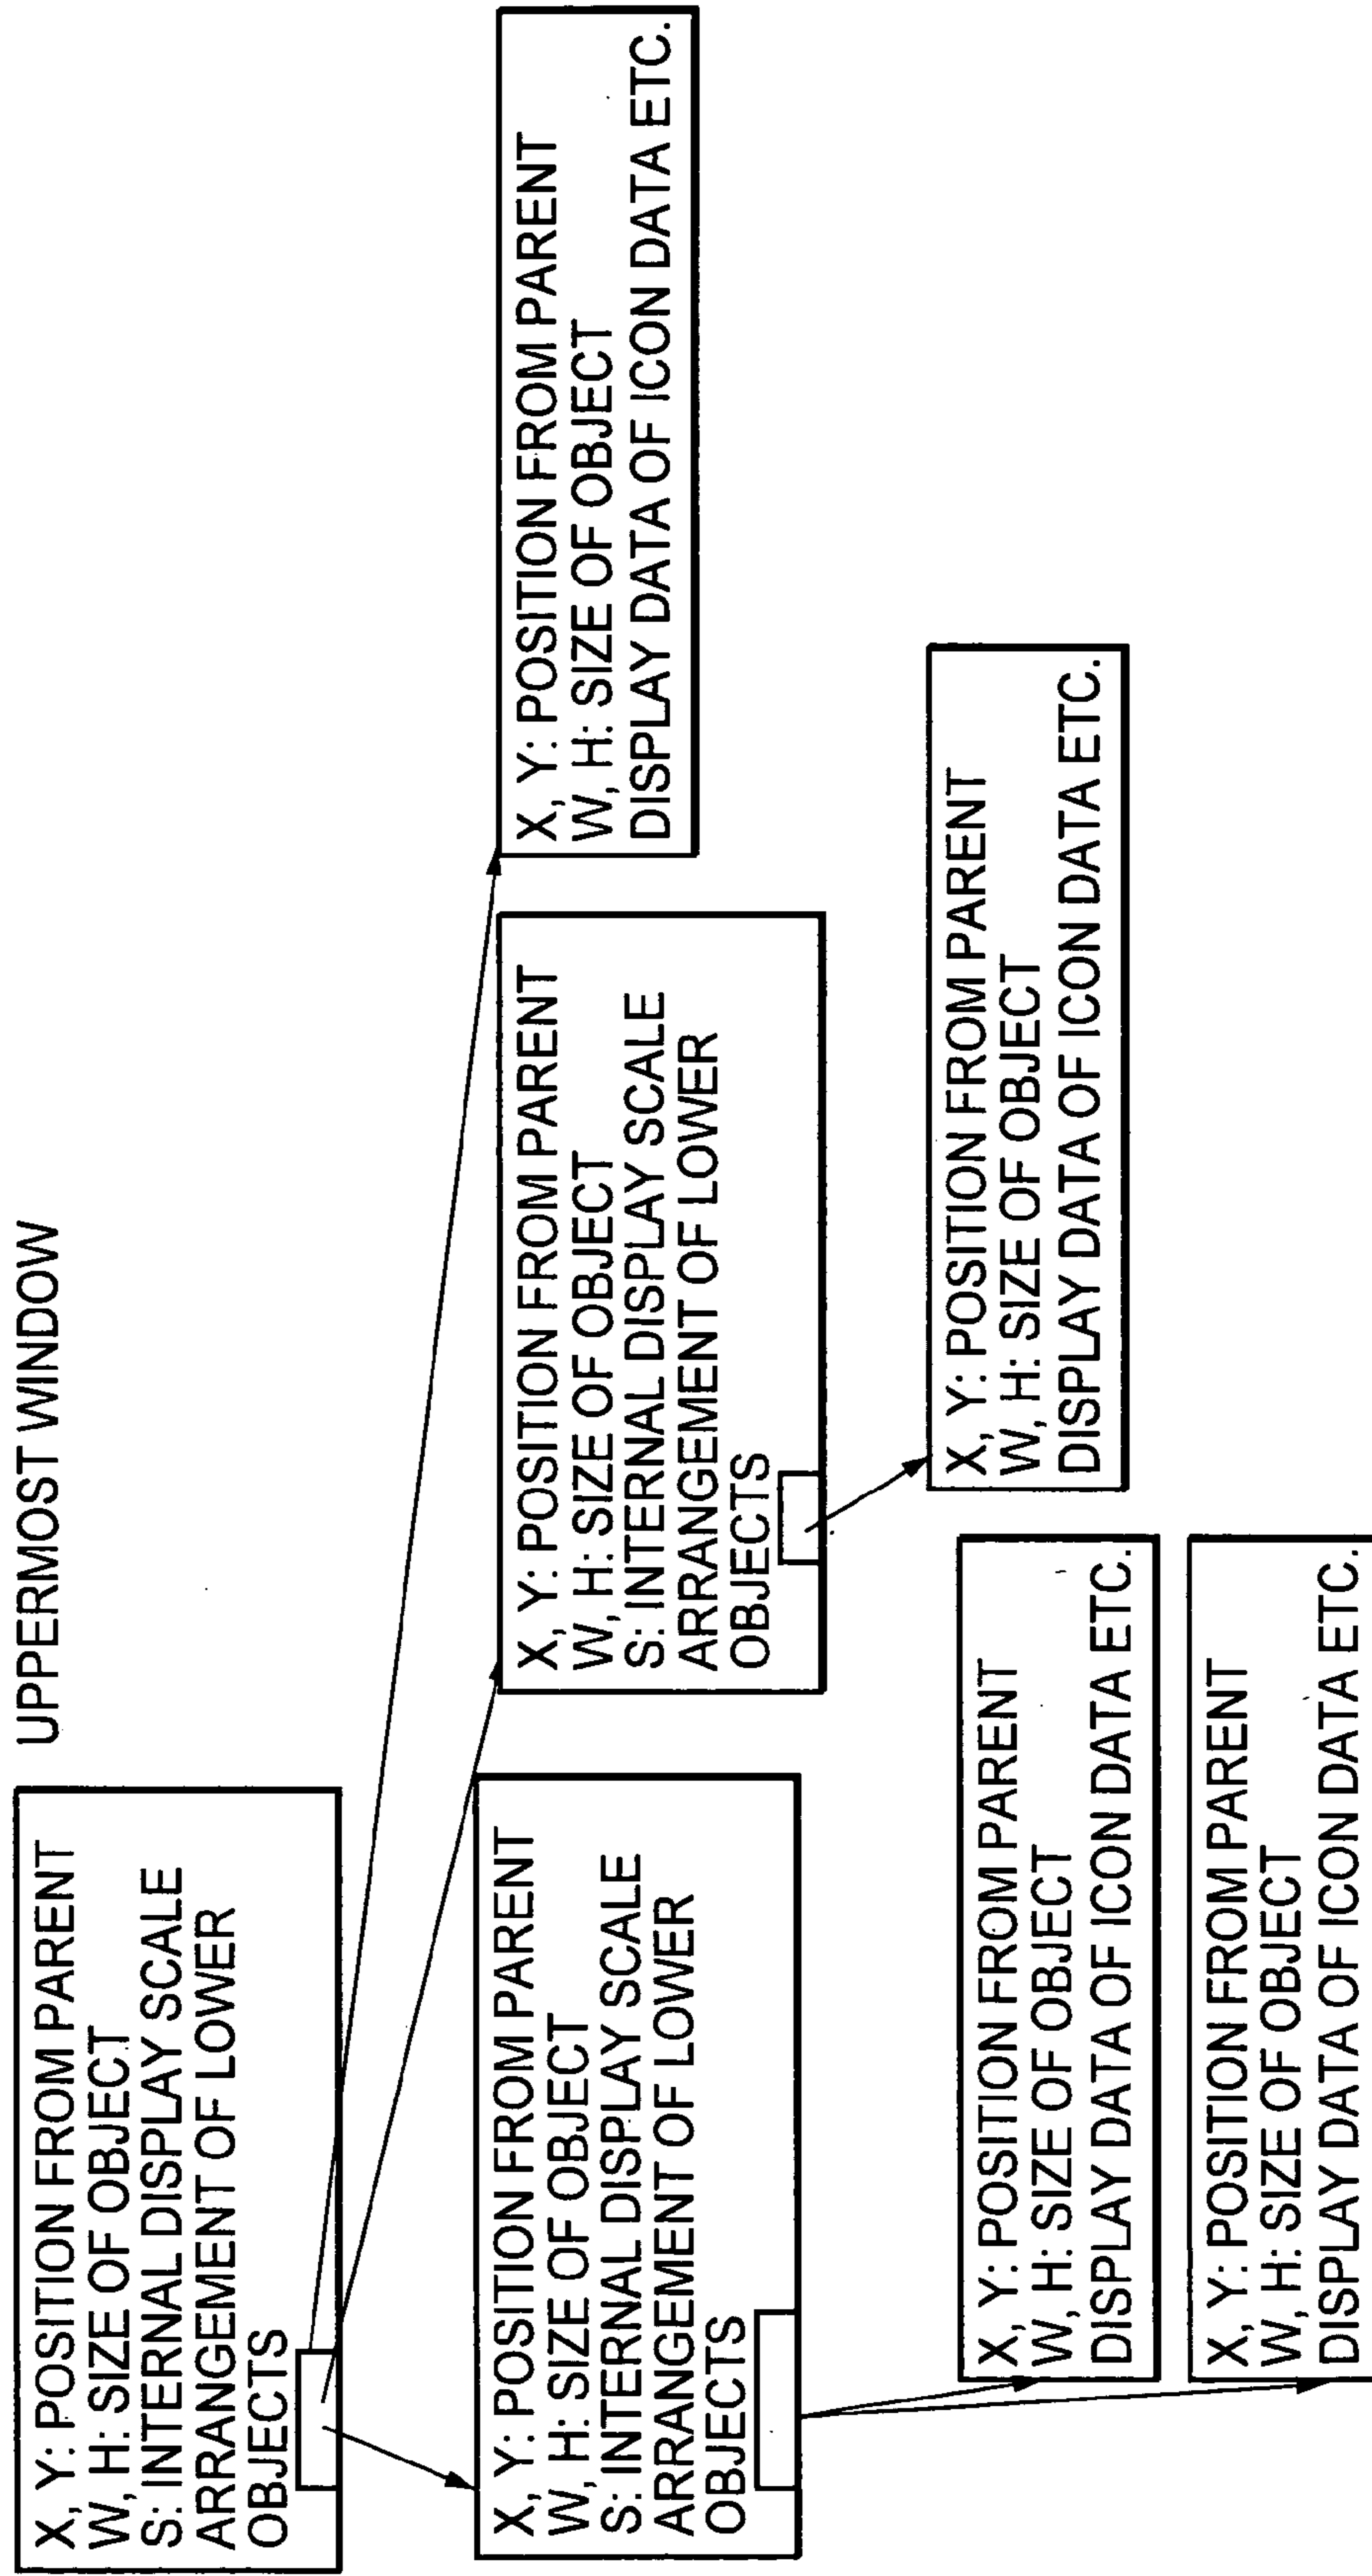 UPPERMOST WINDOW
X, Y: POSITION FROM PARENT
W, H: SIZE OF OBJECT
S: INTERNAL DISPLAY SCALE
ARRANGEMENT OF LOWER
OBJECTS
X, Y: POSITION FROM PARENT
W, H: SIZE OF OBJECT
S: INTERNAL DISPLAY SCALE
ARRANGEMENT OF LOWER
OBJECTS
X, Y: POSITION FROM PARENT
W, H: SIZE OF OBJECT
S: INTERNAL DISPLAY SCALE
ARRANGEMENT OF LOWER
OBJECTS
X, Y: POSITION FROM PARENT
W, H: SIZE OF OBJECT
DISPLAY DATA OF ICON DATA ETC.
X, Y: POSITION FROM PARENT
W, H: SIZE OF OBJECT
DISPLAY DATA OF ICON DATA ETC.
X, Y: POSITION FROM PARENT
W, H: SIZE OF OBJECT
DISPLAY DATA OF ICON DATA ETC.
X, Y: POSITION FROM PARENT
W, H: SIZE OF OBJECT
DISPLAY DATA OF ICON DATA ETC.